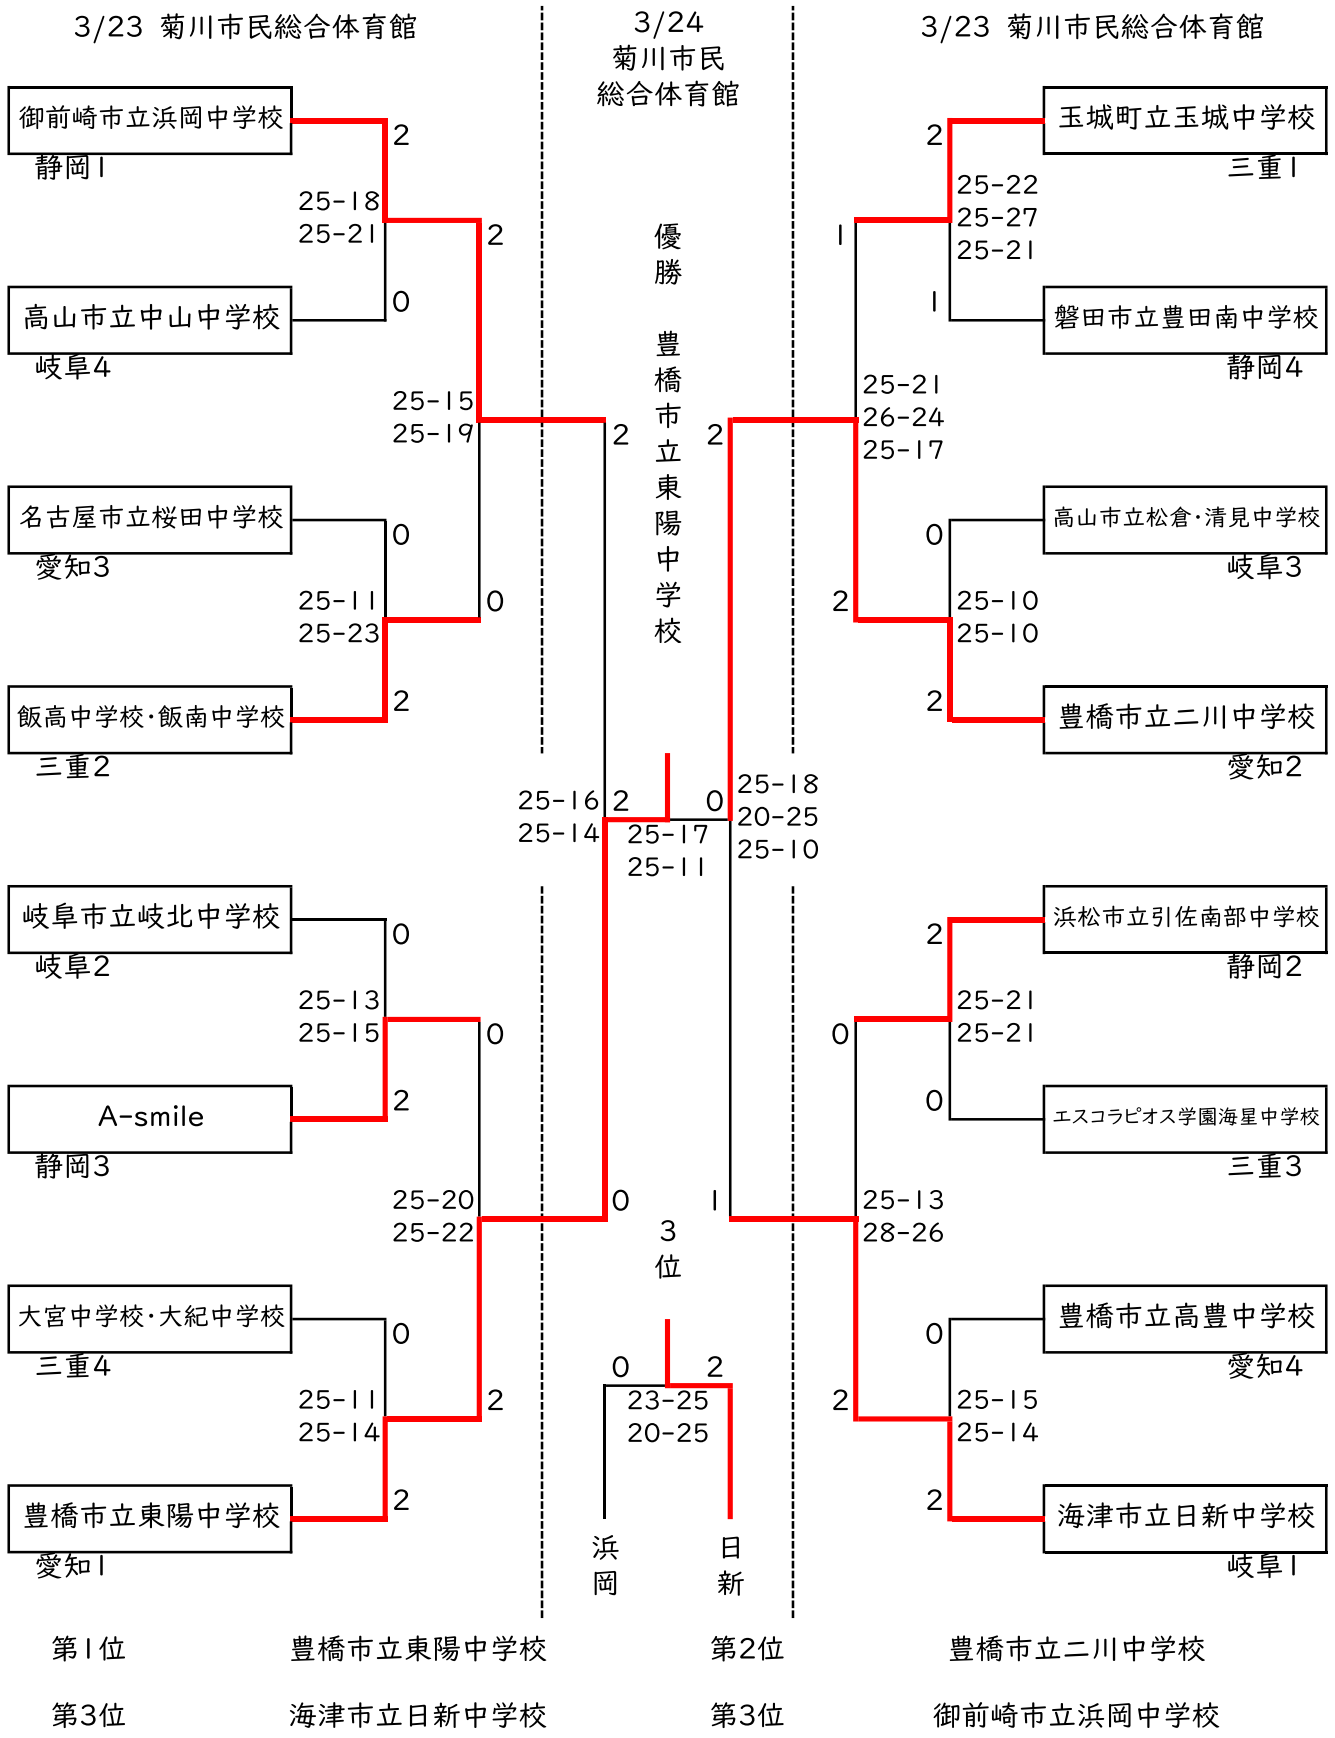 3/23 菊川市民総合体育館
3/24
菊川市民
総合体育館
3/23 菊川市民総合体育館
御前崎市立浜岡中学校
静岡1
2
25-18
25-21
2
0
高山市立中山中学校
岐阜4
25-15
25-19
2
名古屋市立桜田中学校
愛知3
0
25-11
25-23
0
2
飯高中学校・飯南中学校
三重2
25-16
25-14
岐阜市立岐北中学校
岐阜2
0
25-13
25-15
0
2
A-smile
静岡3
25-20
25-22
0
大宮中学校・大紀中学校
三重4
0
25-11
25-14
2
2
豊橋市立東陽中学校
愛知1
優勝 豊橋市立東陽中学校
2
0
25-17
25-11
3位
0
2
23-25
20-25
浜岡
日新
玉城町立玉城中学校
三重1
2
25-22
25-27
25-21
1
1
磐田市立豊田南中学校
静岡4
2
25-21
26-24
25-17
高山市立松倉・清見中学校
岐阜3
0
25-10
25-10
2
2
豊橋市立二川中学校
愛知2
25-18
20-25
25-10
浜松市立引佐南部中学校
静岡2
2
25-21
25-21
0
0
エスコラピオス学園海星中学校
三重3
1
25-13
28-26
豊橋市立高豊中学校
愛知4
0
25-15
25-14
2
2
海津市立日新中学校
岐阜1
第1位 豊橋市立東陽中学校 第2位 豊橋市立二川中学校
第3位 海津市立日新中学校 第3位 御前崎市立浜岡中学校